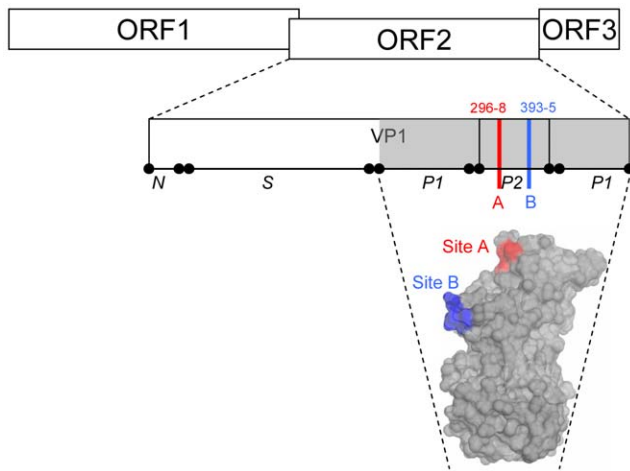 ORF1
ORF2
ORF3
296-8 393-5
VP1
N S P1 P2 P1
A B
Site A
Site B